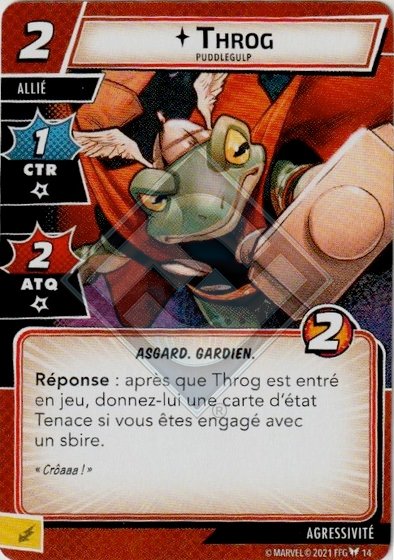 2
Throg
PUDDLEGULP
ALLIÉ
1
CTR
2
ATQ
2
ASGARD. GARDIEN.
Réponse : après que Throg est entré
en jeu, donnez-lui une carte d'état
Tenace si vous êtes engagé avec
un sbire.
« Crôaaa ! »
®
AGRESSIVITÉ
© MARVEL © 2021 FFG 14